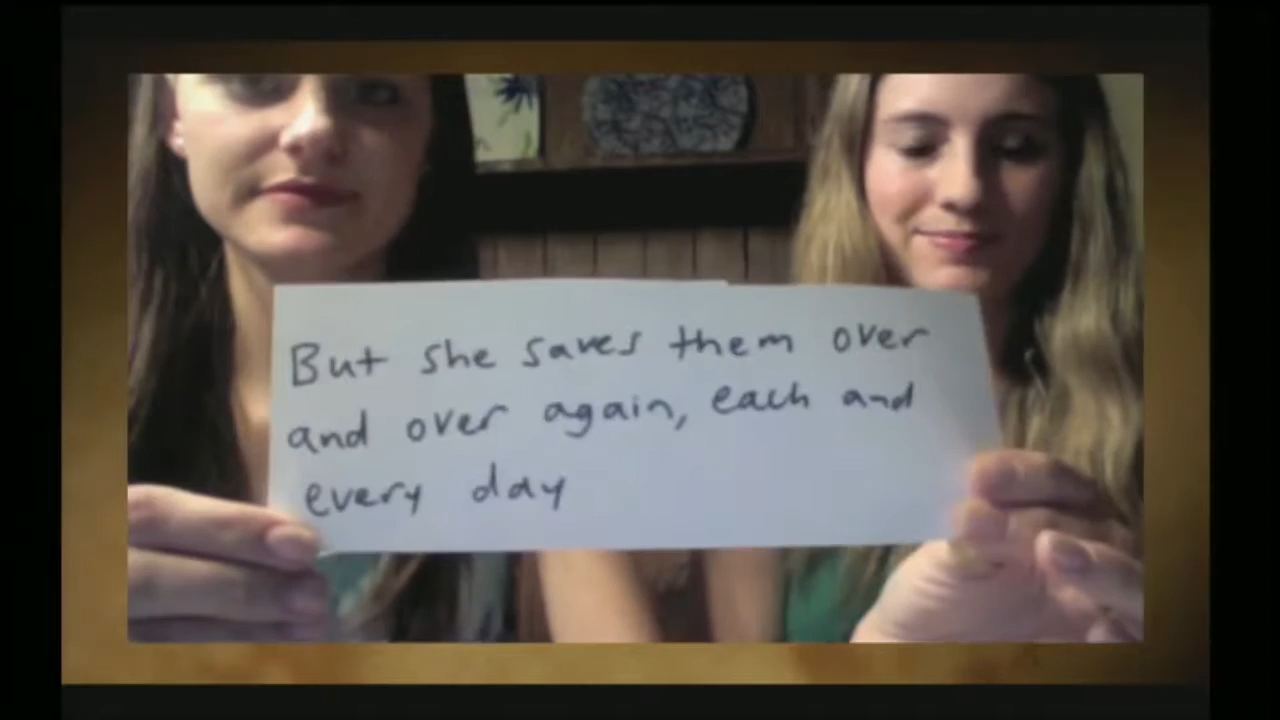 But she saves them over
and over again, each and
every day